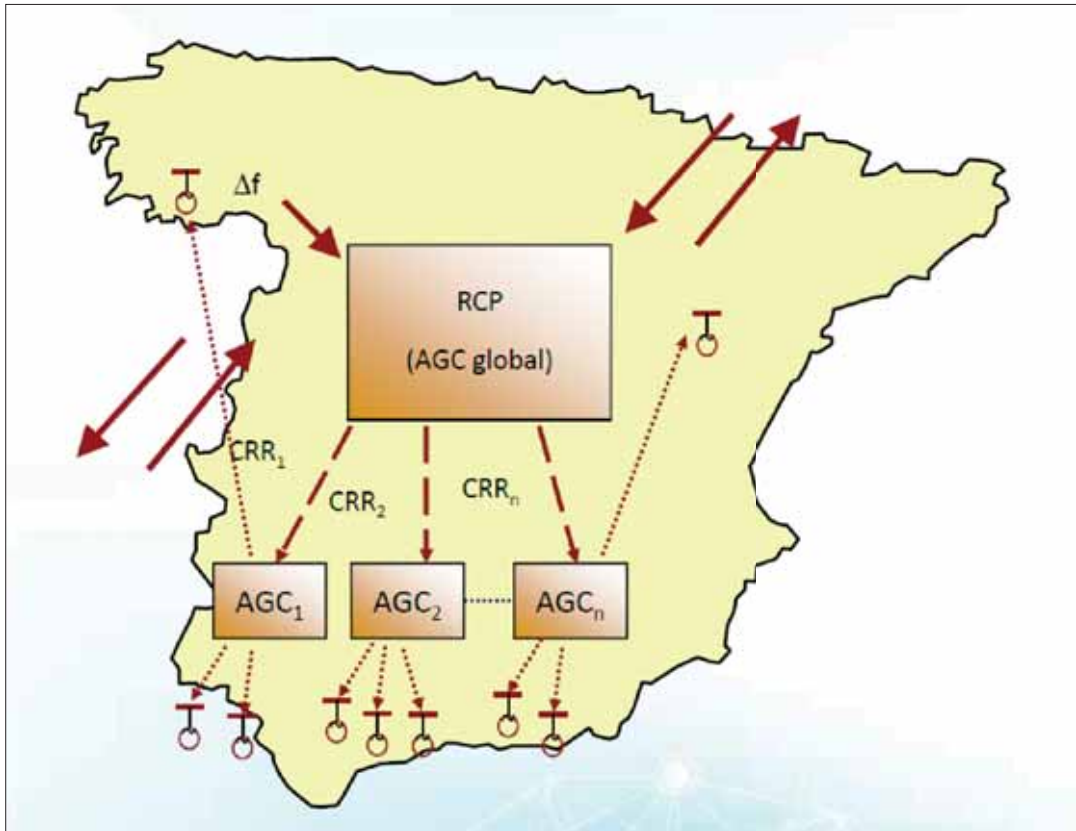 Δf
RCP
(AGC global)
CRR₁
CRR₂
CRRₙ
AGC₁
AGC₂
AGCₙ